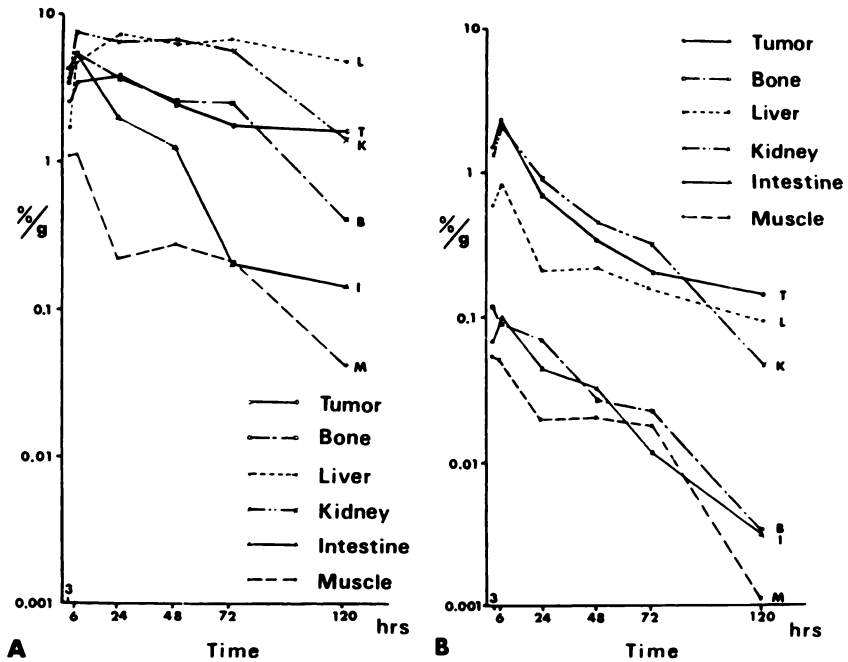 10
1
%/g
0.1
0.01
0.001
L
T
K
B
I
M
Tumor
Bone
Liver
Kidney
Intestine
Muscle
3
6
24
48
72
120
hrs
Time
A
10
1
%/g
0.1
0.01
0.001
Tumor
Bone
Liver
Kidney
Intestine
Muscle
T
L
K
B
I
M
3
6
24
48
72
120
hrs
Time
B